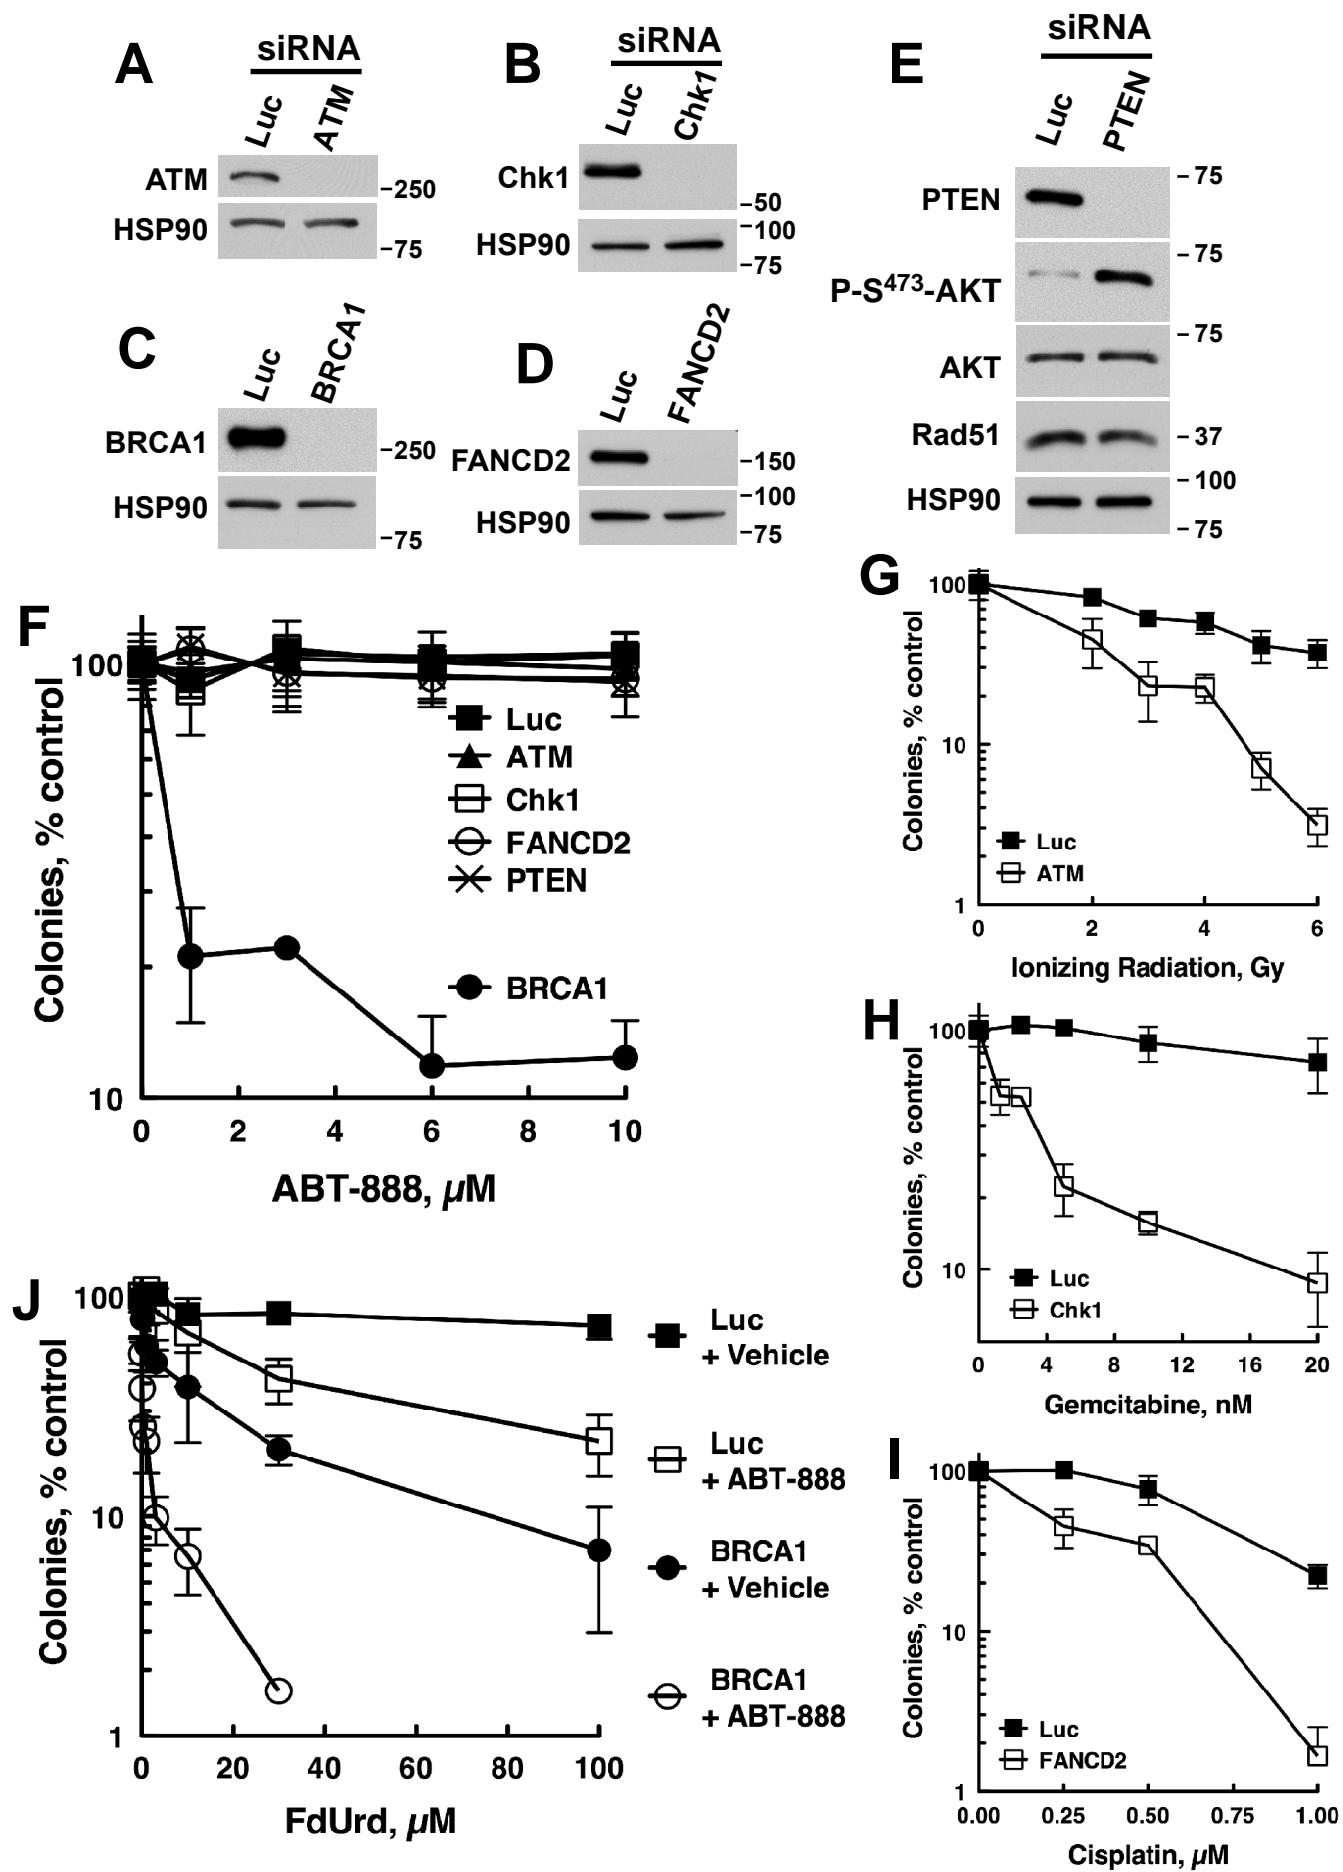 A
siRNA
Luc
ATM
ATM
-250
HSP90
-75
B
siRNA
Luc
Chk1
Chk1
-50
HSP90
-100
-75
C
Luc
BRCA1
BRCA1
-250
HSP90
-75
D
Luc
FANCD2
FANCD2
-150
HSP90
-100
-75
E
siRNA
Luc
PTEN
PTEN
-75
P-S473-AKT
-75
AKT
-75
Rad51
-37
HSP90
-100
-75
F
Colonies, % control
100
10
0 2 4 6 8 10
ABT-888, µM
Luc
ATM
Chk1
FANCD2
PTEN
BRCA1
G
Colonies, % control
100
10
1
0 2 4 6
Ionizing Radiation, Gy
Luc
ATM
H
Colonies, % control
100
10
0 4 8 12 16 20
Gemcitabine, nM
Luc
Chk1
I
Colonies, % control
100
10
1
0.00 0.25 0.50 0.75 1.00
Cisplatin, µM
Luc
FANCD2
J
Colonies, % control
100
10
1
0 20 40 60 80 100
FdUrd, µM
Luc
+ Vehicle
Luc
+ ABT-888
BRCA1
+ Vehicle
BRCA1
+ ABT-888